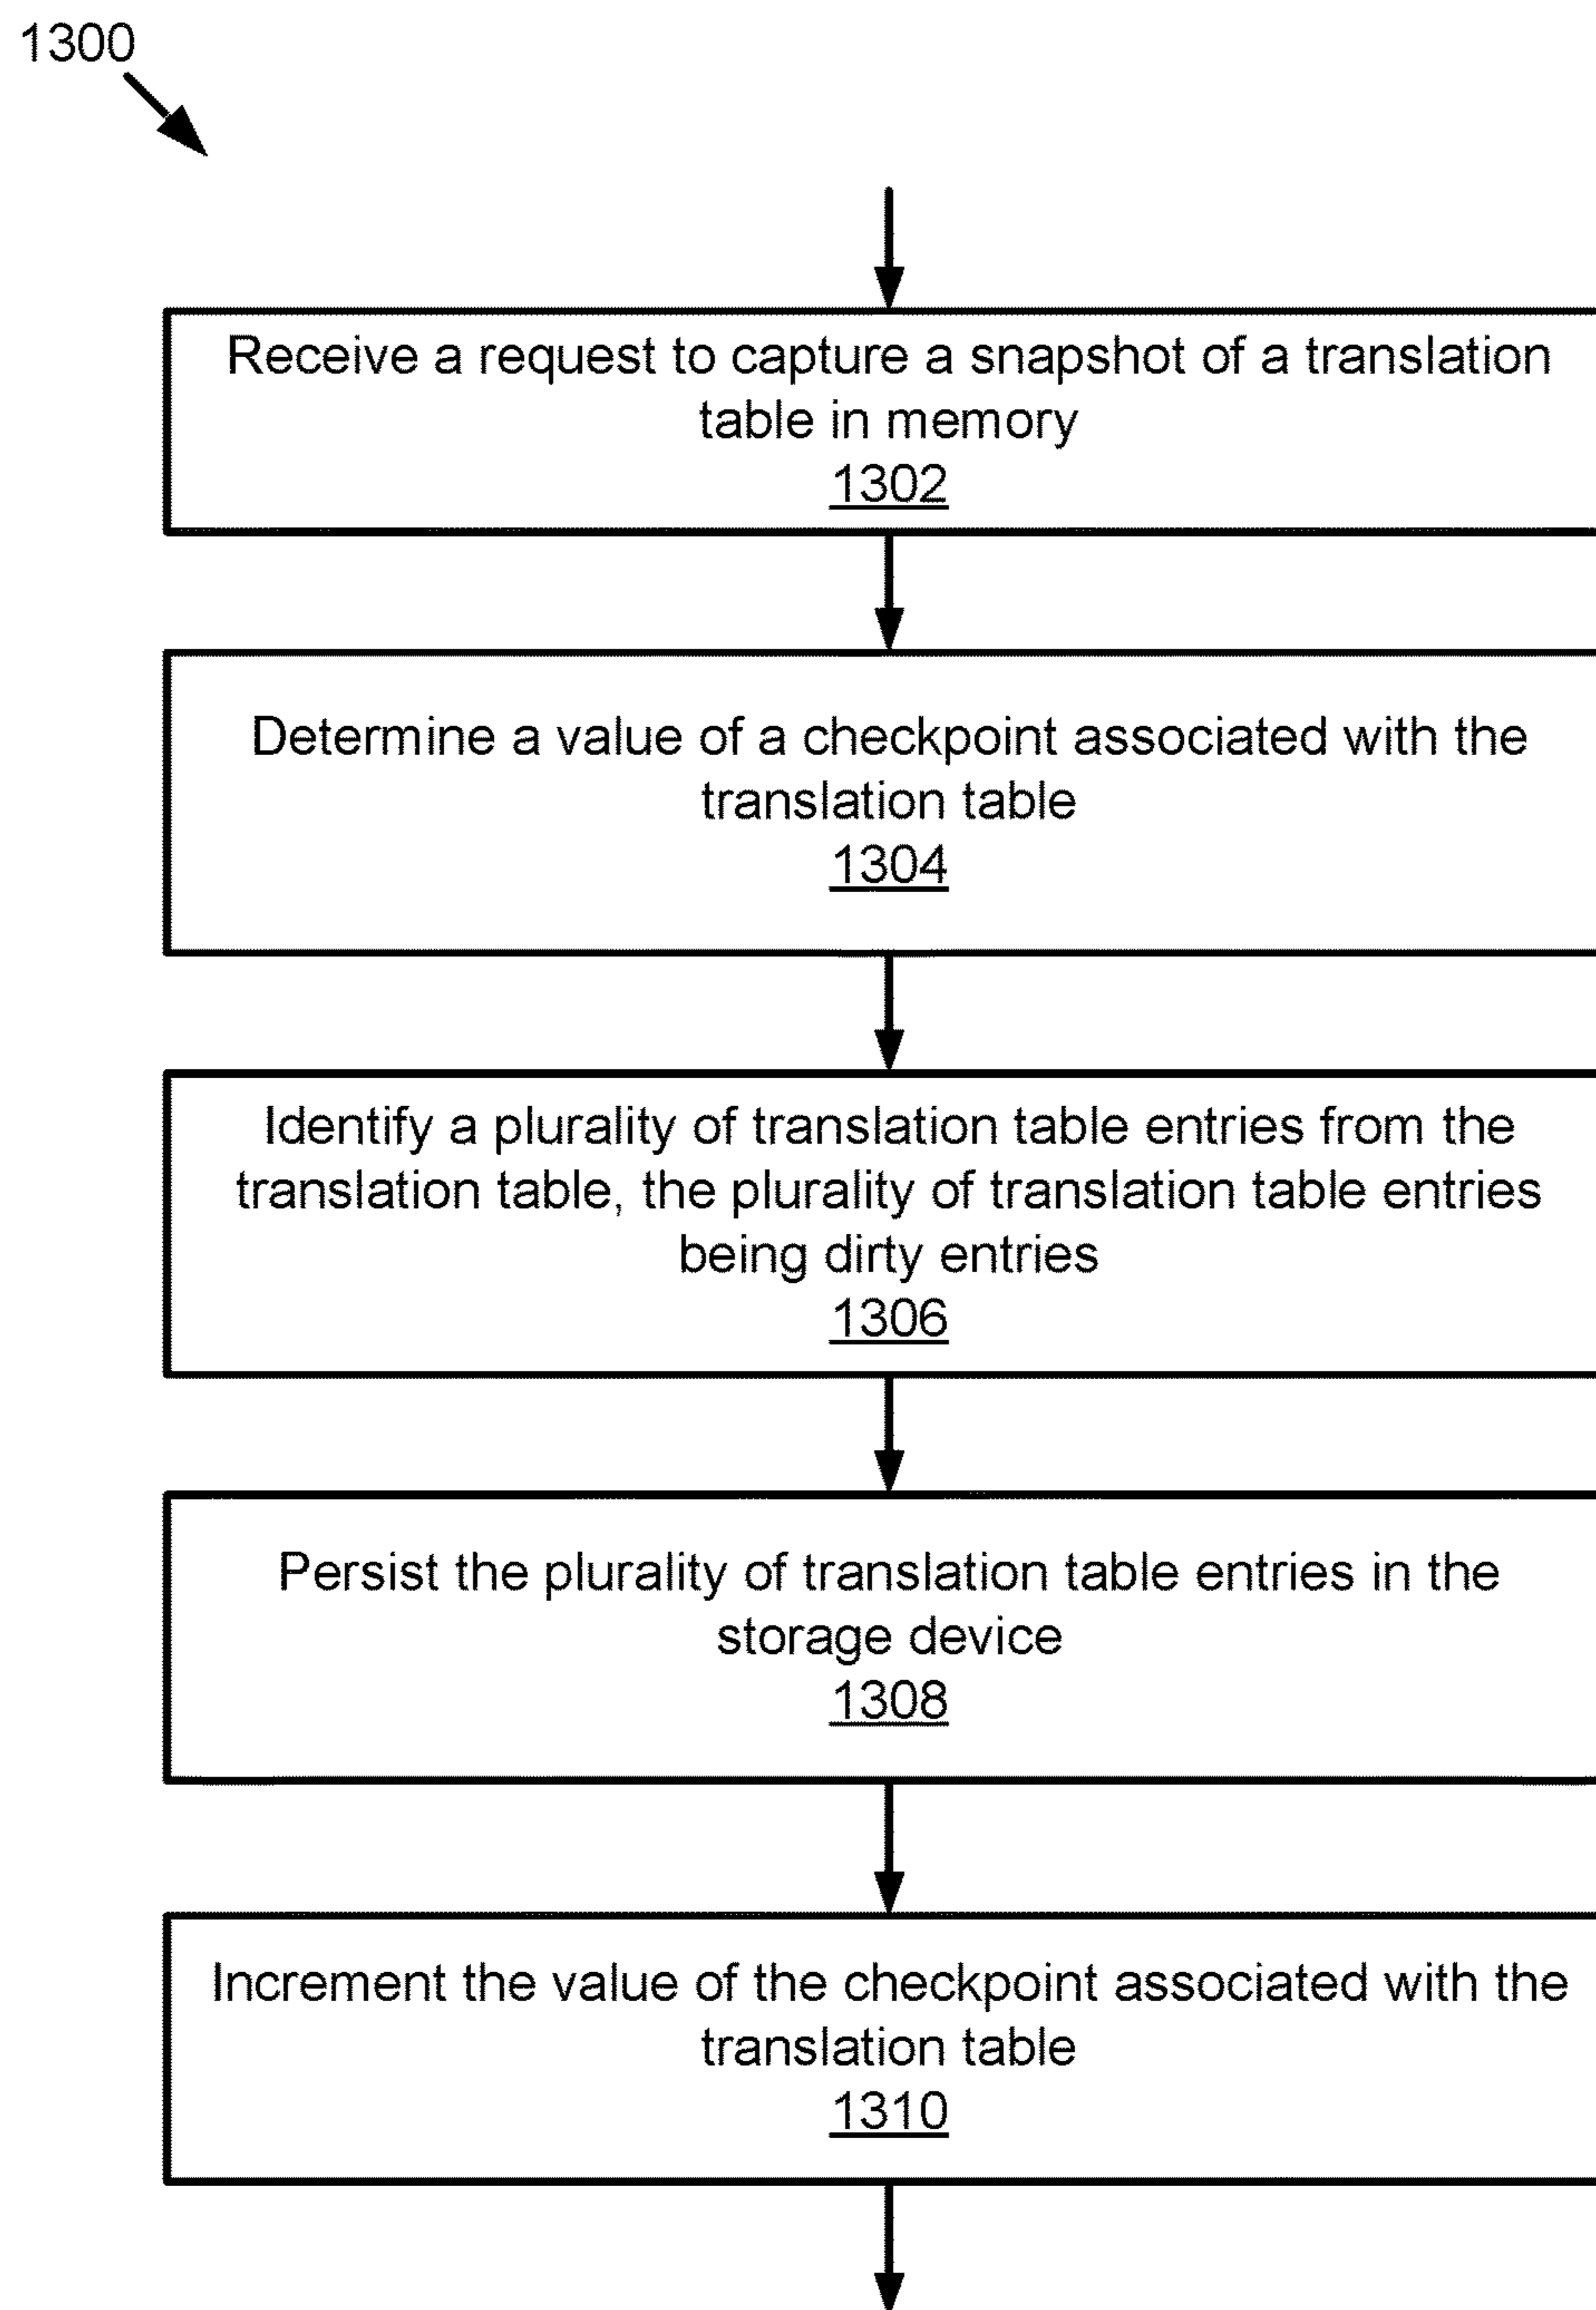 1300
Receive a request to capture a snapshot of a translation
table in memory
1302
Determine a value of a checkpoint associated with the
translation table
1304
Identify a plurality of translation table entries from the
translation table, the plurality of translation table entries
being dirty entries
1306
Persist the plurality of translation table entries in the
storage device
1308
Increment the value of the checkpoint associated with the
translation table
1310